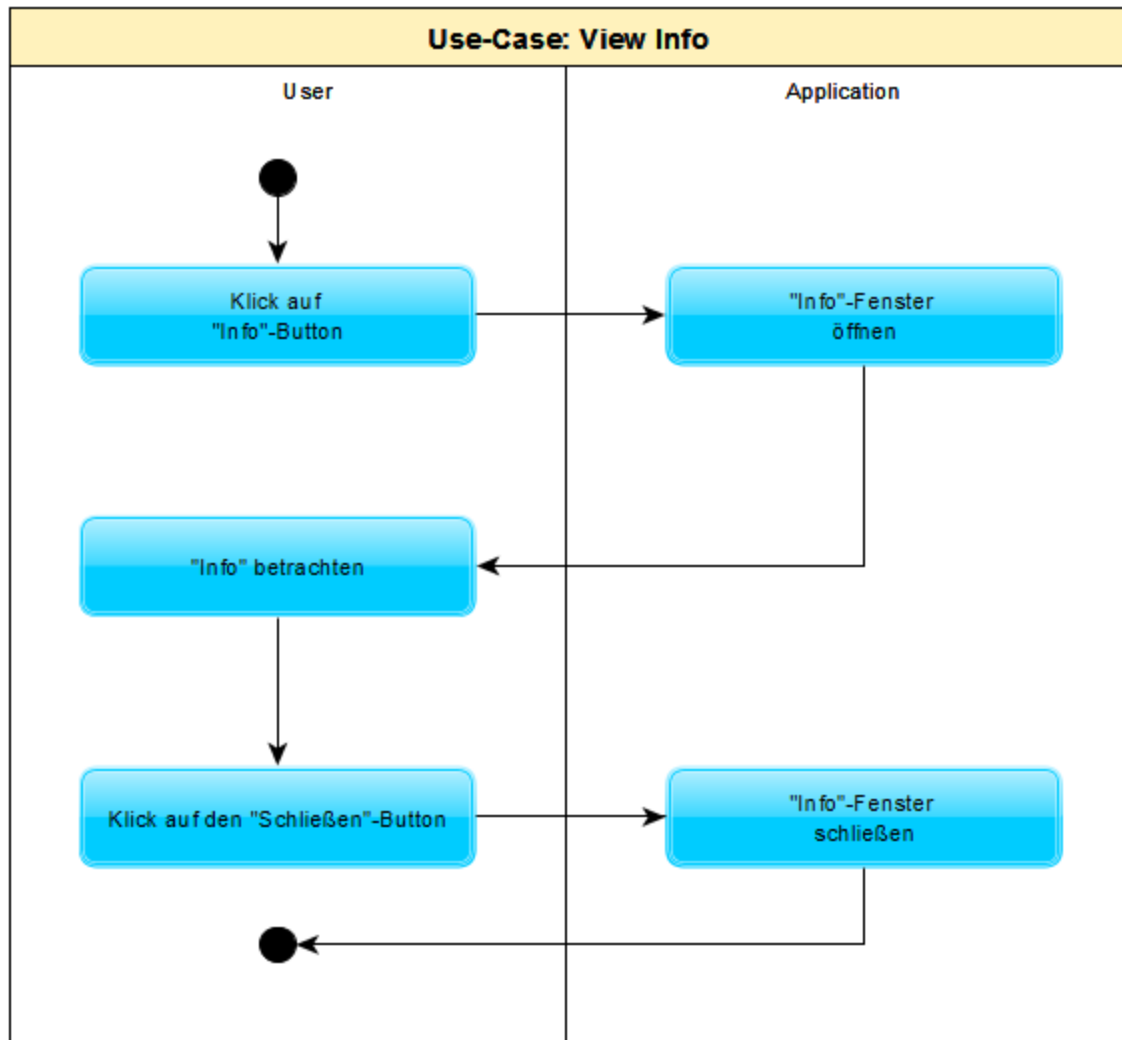 Use-Case: View Info
User
Application
Klick auf
"Info"-Button
"Info"-Fenster
öffnen
"Info" betrachten
Klick auf den "Schließen"-Button
"Info"-Fenster
schließen